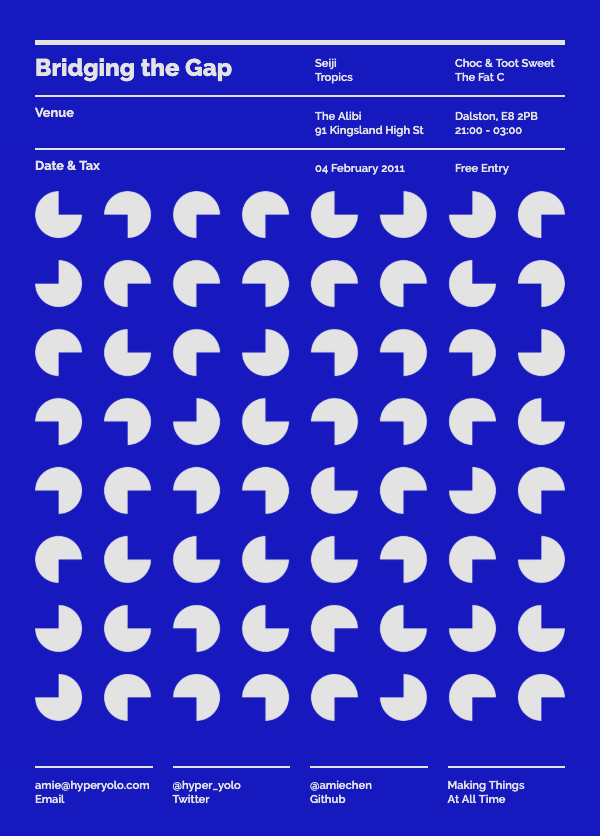 Bridging the Gap
Seiji
Tropics
Choc & Toot Sweet
The Fat C
Venue
The Alibi
91 Kingsland High St
Dalston, E8 2PB
21:00 - 03:00
Date & Tax
04 February 2011
Free Entry
amie@hyperyolo.com
Email
@hyper_yolo
Twitter
@amiechen
Github
Making Things
At All Time